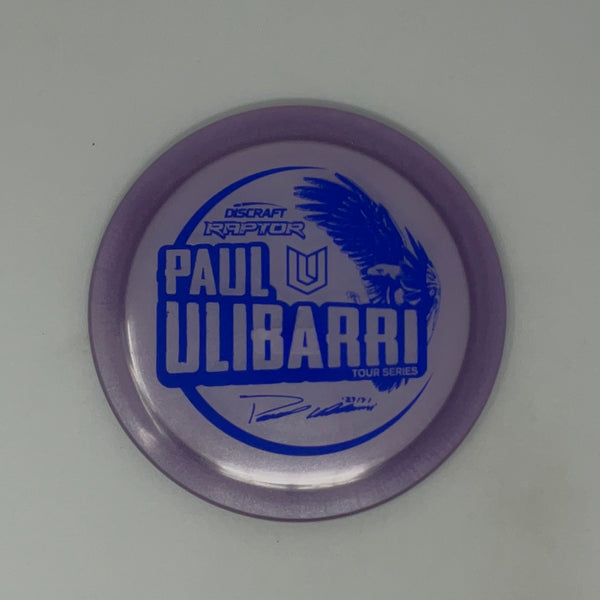 DISCRAFT
RAPTOR
PAUL
ULIBARRI
TOUR SERIES